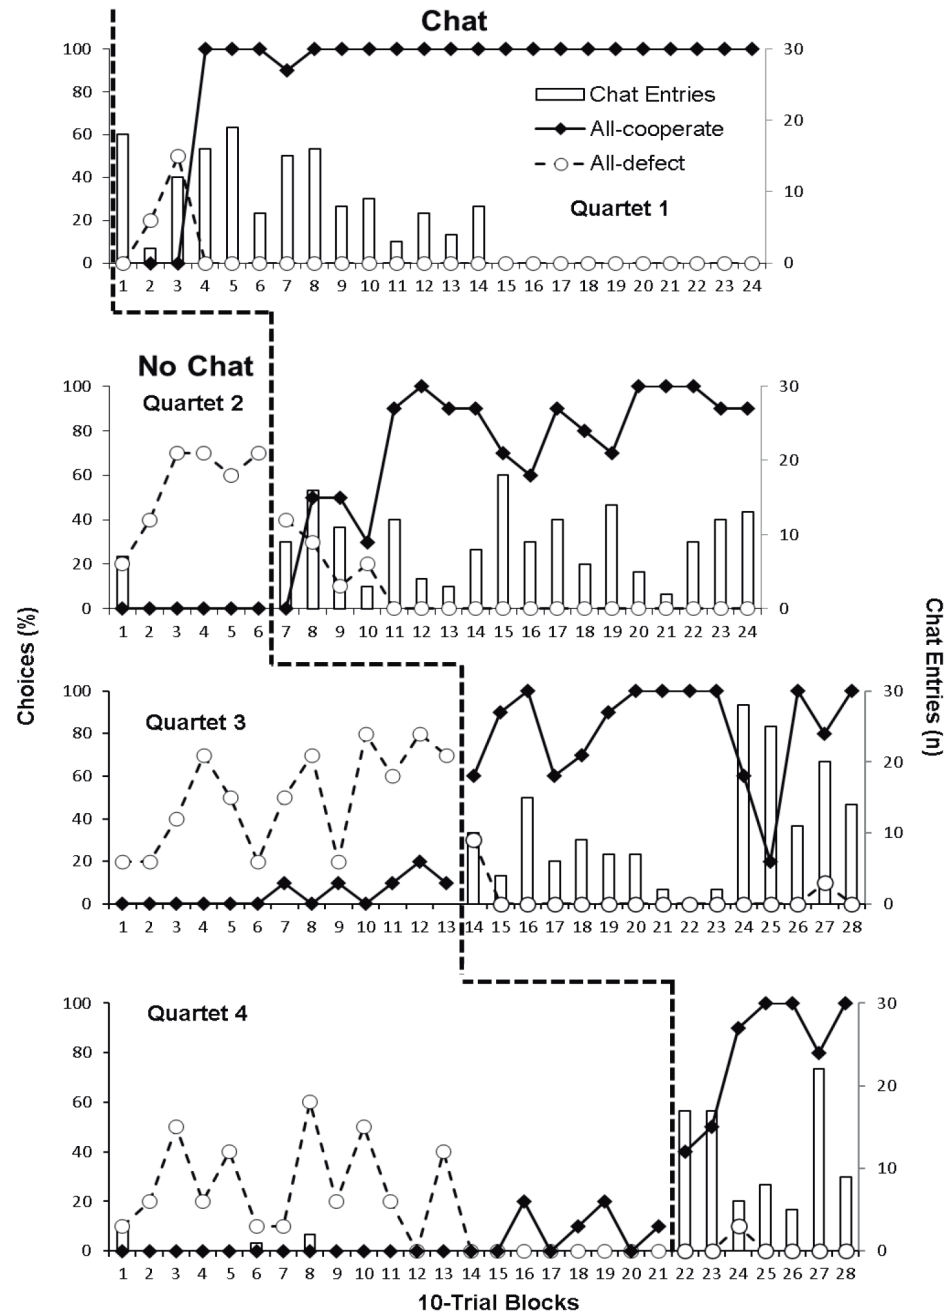 Chat
100
80
60
40
20
0
30
20
10
0
Chat Entries
All-cooperate
All-defect
Quartet 1
1 2 3 4 5 6 7 8 9 10 11 12 13 14 15 16 17 18 19 20 21 22 23 24
No Chat
Quartet 2
100
80
60
40
20
0
30
20
10
0
1 2 3 4 5 6 7 8 9 10 11 12 13 14 15 16 17 18 19 20 21 22 23 24
Choices (%)
Chat Entries (n)
Quartet 3
100
80
60
40
20
0
30
20
10
0
1 2 3 4 5 6 7 8 9 10 11 12 13 14 15 16 17 18 19 20 21 22 23 24 25 26 27 28
Quartet 4
100
80
60
40
20
0
30
20
10
0
1 2 3 4 5 6 7 8 9 10 11 12 13 14 15 16 17 18 19 20 21 22 23 24 25 26 27 28
10-Trial Blocks